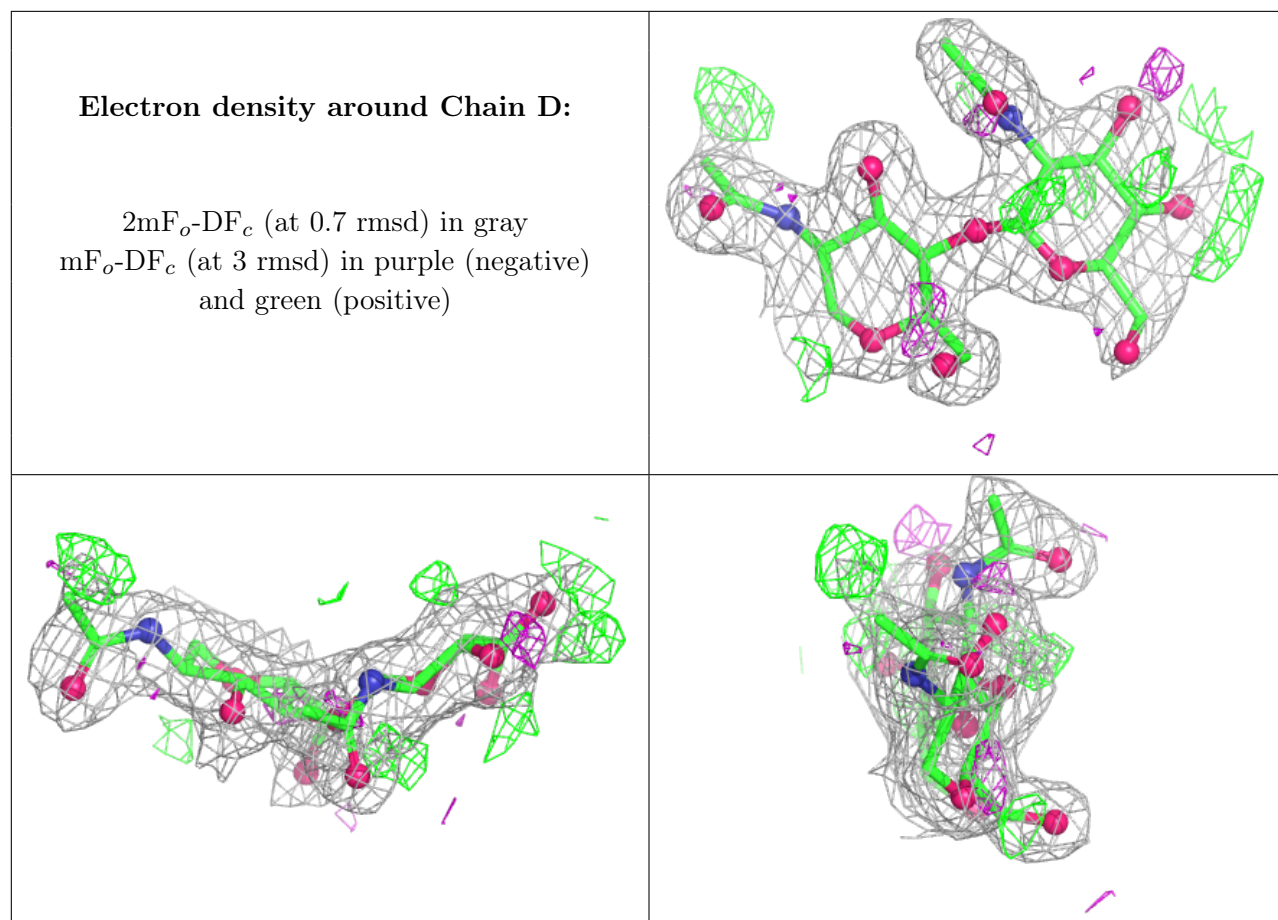 Electron density around Chain D:
2mFo-DFc (at 0.7 rmsd) in gray
mFo-DFc (at 3 rmsd) in purple (negative)
and green (positive)